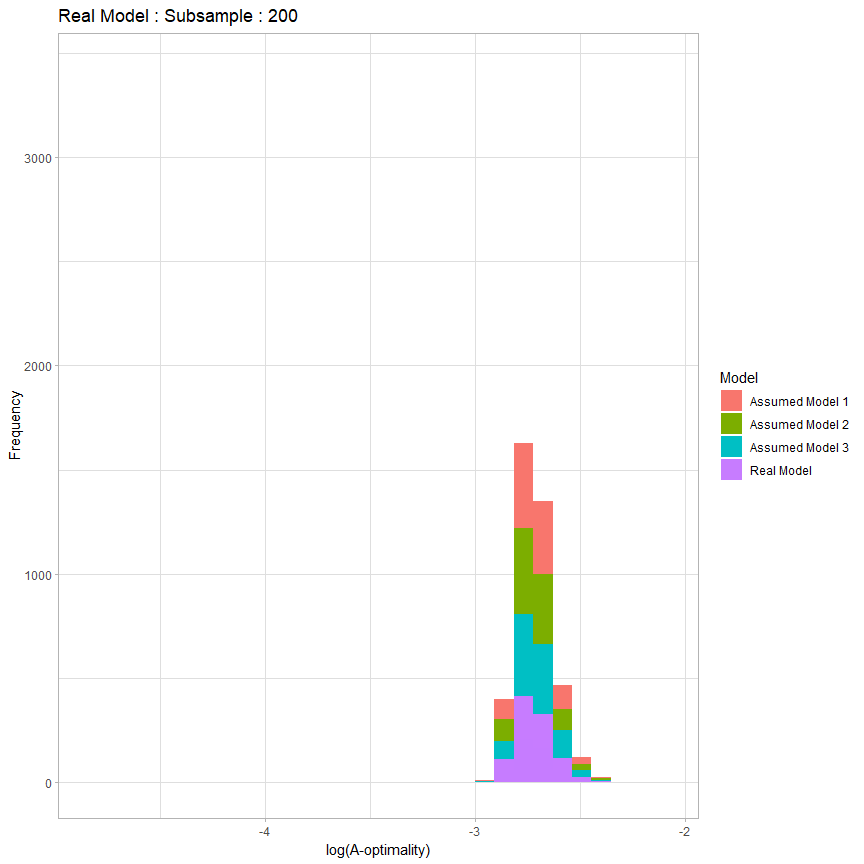 Real Model : Subsample : 200
3000
2000
1000
0
Frequency
-4
-3
-2
log(A-optimality)
Model
Assumed Model 1
Assumed Model 2
Assumed Model 3
Real Model